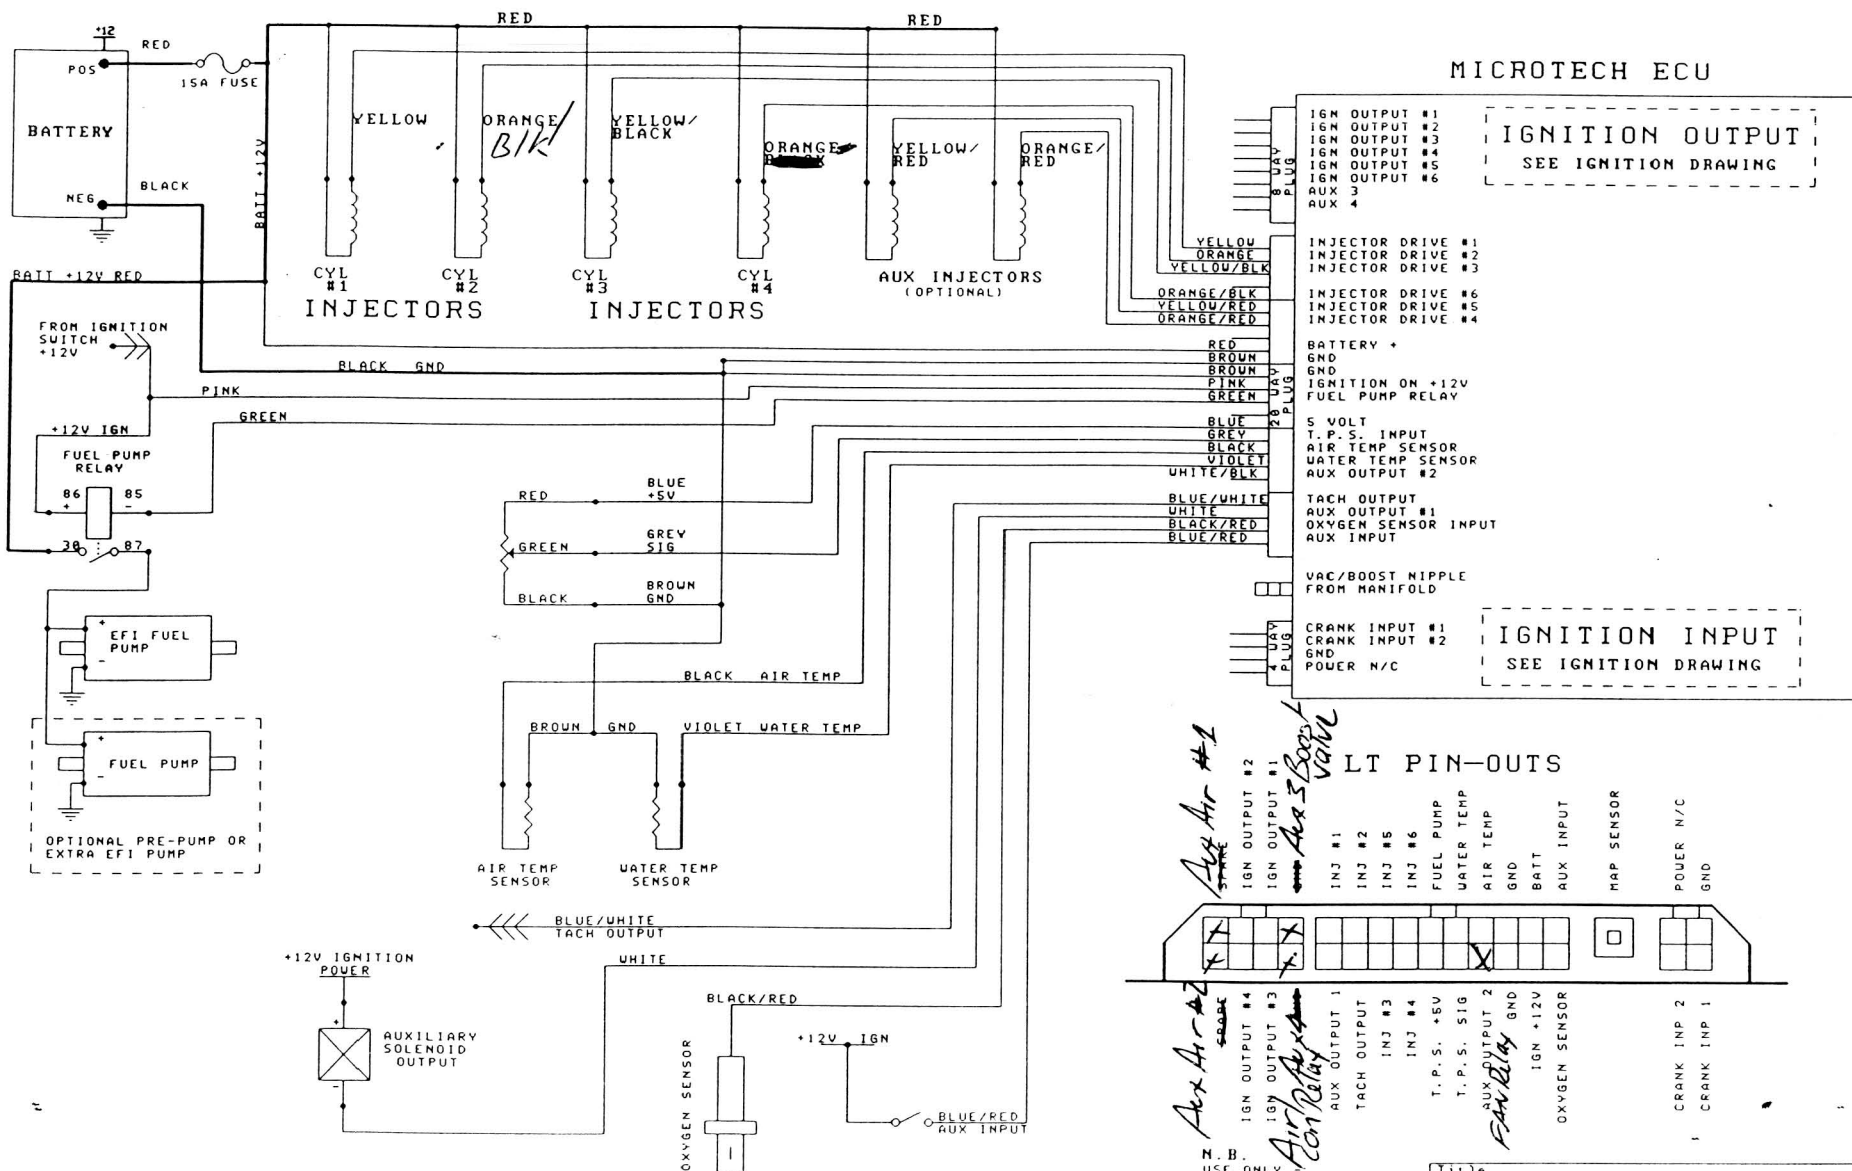 +12
RED
POS
15A FUSE
BATTERY
BLACK
NEG
BATT +12V
RED
RED
YELLOW
ORANGE/
Blk
YELLOW/
BLACK
ORANGE
YELLOW/
RED
ORANGE/
RED
CYL
#1
CYL
#2
CYL
#3
CYL
#4
INJECTORS
INJECTORS
AUX INJECTORS
(OPTIONAL)
BATT +12V RED
FROM IGNITION
SWITCH
+12V
BLACK GND
PINK
GREEN
+12V IGN
FUEL PUMP
RELAY
86
85
+
-
30
87
+
EFI FUEL
PUMP
-
+
FUEL PUMP
-
OPTIONAL PRE-PUMP OR
EXTRA EFI PUMP
RED
BLUE
+5V
GREEN
GREY
SIG
BLACK
BROWN
GND
BLACK AIR TEMP
BROWN GND
VIOLET WATER TEMP
AIR TEMP
SENSOR
WATER TEMP
SENSOR
BLUE/WHITE
TACH OUTPUT
WHITE
+12V IGNITION
POWER
+
AUXILIARY
SOLENOID
OUTPUT
-
BLACK/RED
OXYGEN SENSOR
+12V IGN
BLUE/RED
AUX INPUT
MICROTECH ECU
8 WAY
PLUG
IGN OUTPUT #1
IGN OUTPUT #2
IGN OUTPUT #3
IGN OUTPUT #4
IGN OUTPUT #5
IGN OUTPUT #6
AUX 3
AUX 4
IGNITION OUTPUT
SEE IGNITION DRAWING
20 WAY
PLUG
YELLOW INJECTOR DRIVE #1
ORANGE INJECTOR DRIVE #2
YELLOW/BLK INJECTOR DRIVE #3
ORANGE/BLK INJECTOR DRIVE #6
YELLOW/RED INJECTOR DRIVE #5
ORANGE/RED INJECTOR DRIVE #4
RED BATTERY +
BROWN GND
BROWN GND
PINK IGNITION ON +12V
GREEN FUEL PUMP RELAY
BLUE 5 VOLT
GREY T.P.S. INPUT
BLACK AIR TEMP SENSOR
VIOLET WATER TEMP SENSOR
WHITE/BLK AUX OUTPUT #2
BLUE/WHITE TACH OUTPUT
WHITE AUX OUTPUT #1
BLACK/RED OXYGEN SENSOR INPUT
BLUE/RED AUX INPUT
VAC/BOOST NIPPLE
FROM MANIFOLD
4 WAY
PLUG
CRANK INPUT #1
CRANK INPUT #2
GND
POWER N/C
IGNITION INPUT
SEE IGNITION DRAWING
LT PIN-OUTS
Aux Air #1
SPARE
IGN OUTPUT #2
IGN OUTPUT #1
Aux 3 Boost
Valve
INJ #1
INJ #2
INJ #5
INJ #6
FUEL PUMP
WATER TEMP
AIR TEMP
GND
BATT
AUX INPUT
MAP SENSOR
POWER N/C
GND
Aux Air #2
SPARE
IGN OUTPUT #4
IGN OUTPUT #3
Air/Aux 4
Con Relay
AUX OUTPUT 1
TACH OUTPUT
INJ #3
INJ #4
T.P.S. +5V
T.P.S. SIG
AUX OUTPUT 2
FAN Relay
GND
IGN +12V
OXYGEN SENSOR
CRANK INP 2
CRANK INP 1
N.B.
USE ONLY
Title